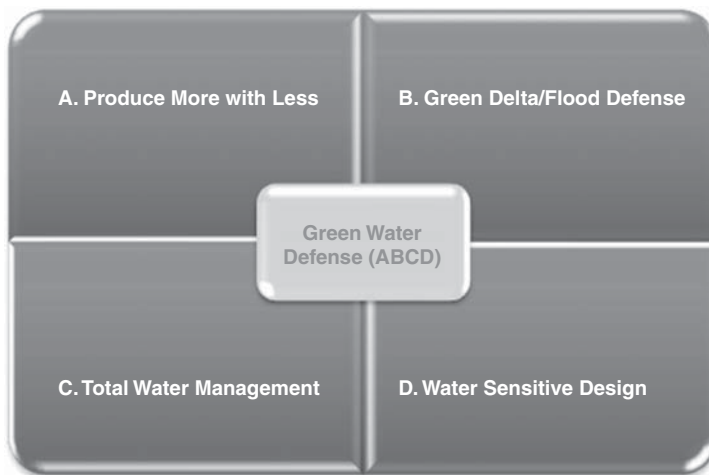 A. Produce More with Less
B. Green Delta/Flood Defense
Green Water
Defense (ABCD)
C. Total Water Management
D. Water Sensitive Design